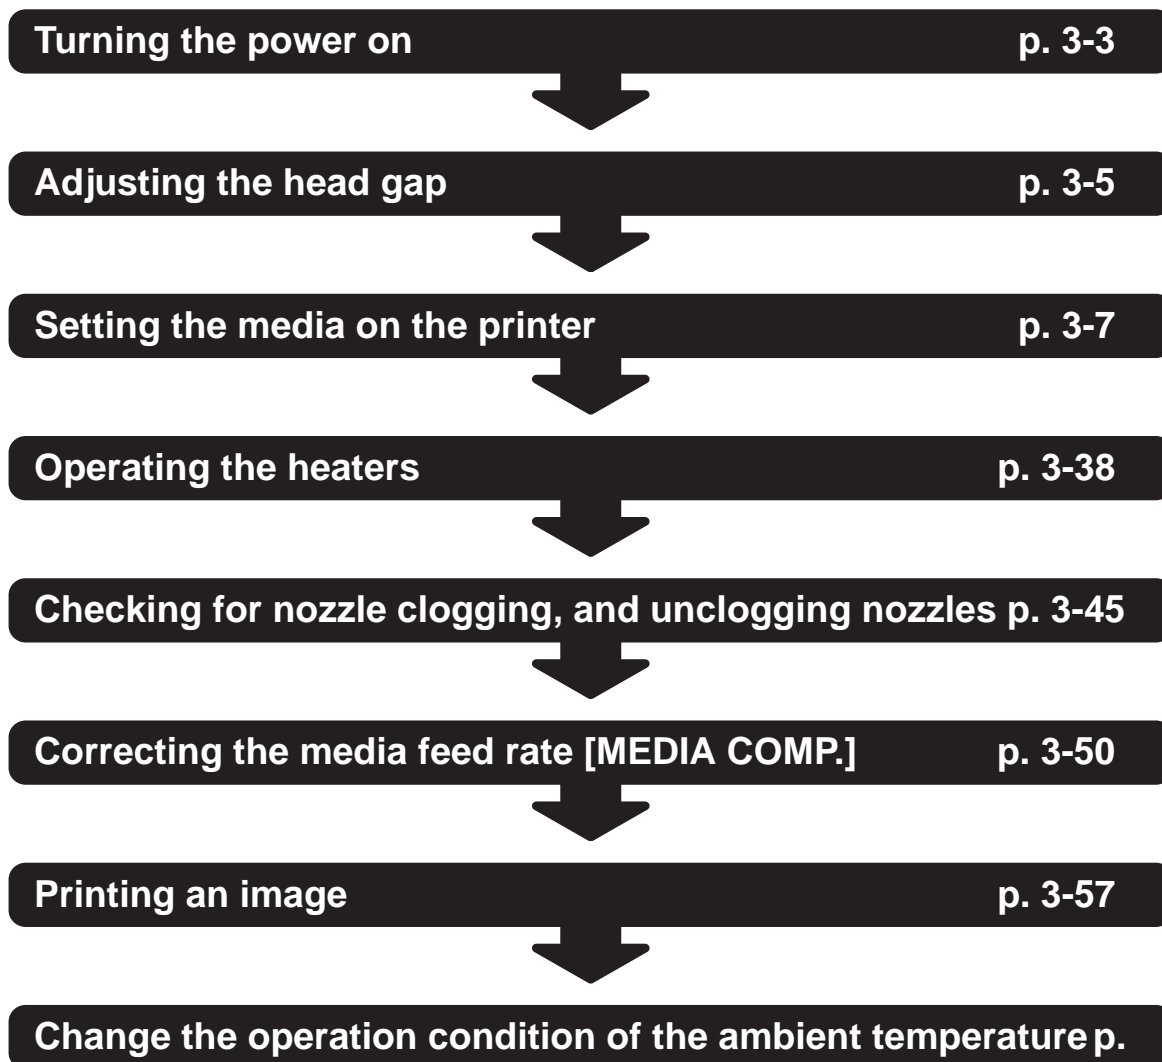 Turning the power on p. 3-3
Adjusting the head gap p. 3-5
Setting the media on the printer p. 3-7
Operating the heaters p. 3-38
Checking for nozzle clogging, and unclogging nozzles p. 3-45
Correcting the media feed rate [MEDIA COMP.] p. 3-50
Printing an image p. 3-57
Change the operation condition of the ambient temperature p.